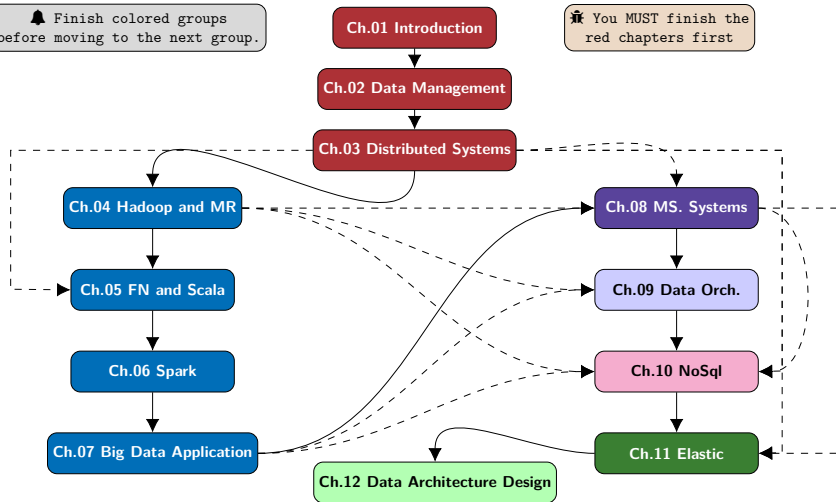 Finish colored groups
before moving to the next group.
Ch.01 Introduction
You MUST finish the
red chapters first
Ch.02 Data Management
Ch.03 Distributed Systems
Ch.04 Hadoop and MR
Ch.08 MS. Systems
Ch.05 FN and Scala
Ch.09 Data Orch.
Ch.06 Spark
Ch.10 NoSql
Ch.07 Big Data Application
Ch.11 Elastic
Ch.12 Data Architecture Design